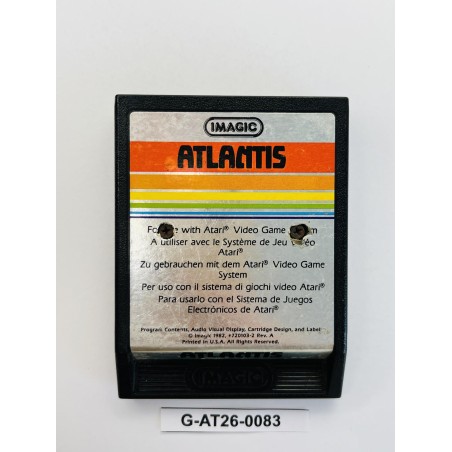 IMAGIC
ATLANTIS
with Atari® Video Game
A utiliser avec le Système de Jeu
Atari®
Zu gebrauchen mit dem Atari® Video Game
System
Per uso con il sistema di giochi video Atari®
Para usarlo con el Sistema de Juegos
Electrónicos de Atari®
Program Contents, Audio Visual Display, Cartridge Design, and Label
© Imagic 1982, #720103-2 Rev. A
Printed in U.S.A. All Rights Reserved.
ATLANTIS
G-AT26-0083